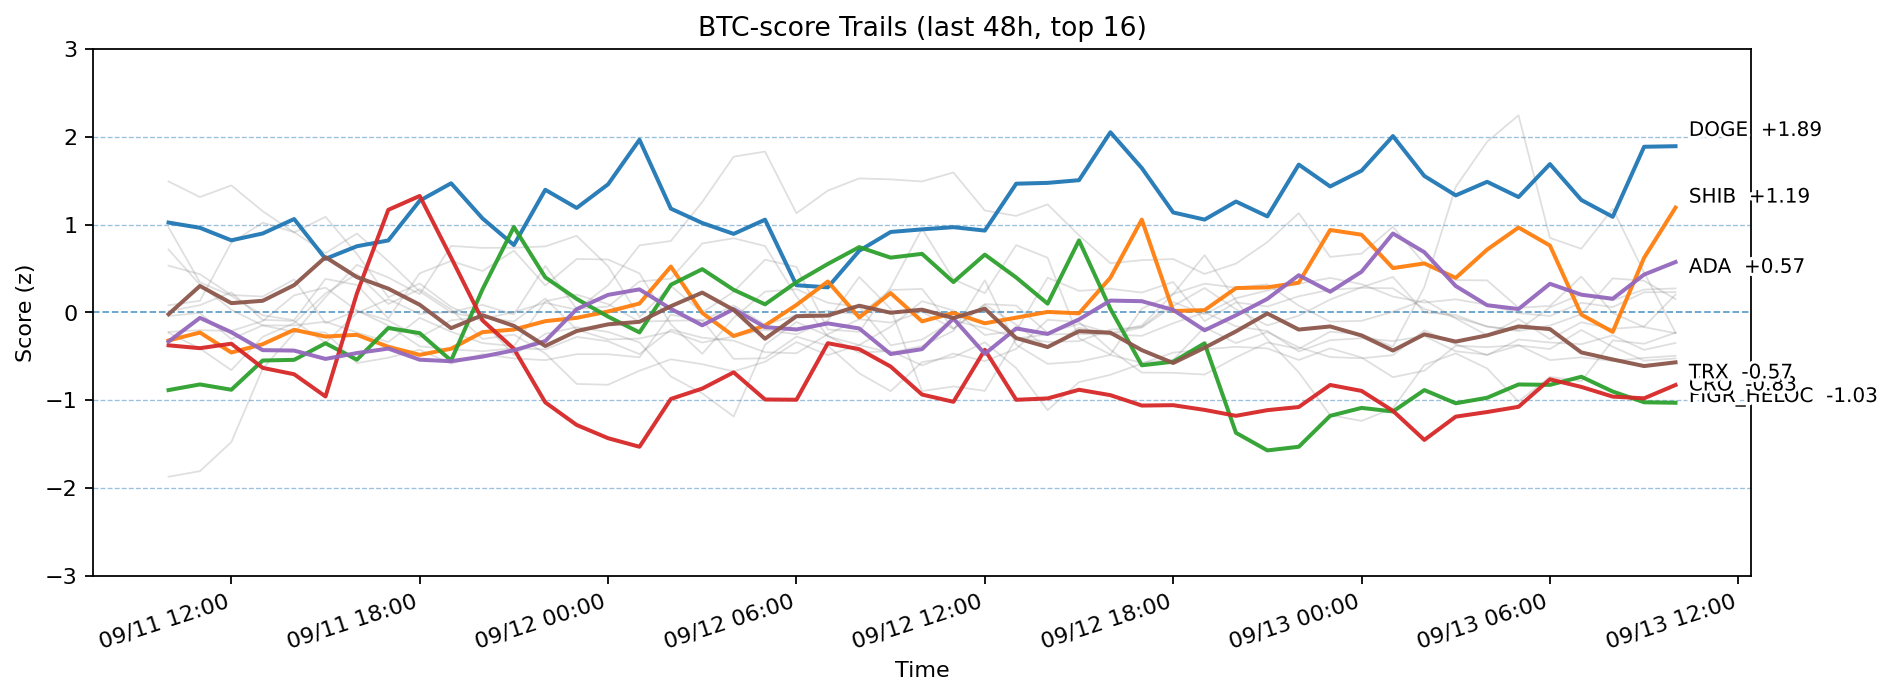 BTC-score Trails (last 48h, top 16)
Score (z)
3
2
1
0
−1
−2
−3
DOGE +1.89
SHIB +1.19
ADA +0.57
TRX -0.57
CRO -0.83
FIGR_HELOC -1.03
09/11 12:00
09/11 18:00
09/12 00:00
09/12 06:00
09/12 12:00
09/12 18:00
09/13 00:00
09/13 06:00
09/13 12:00
Time